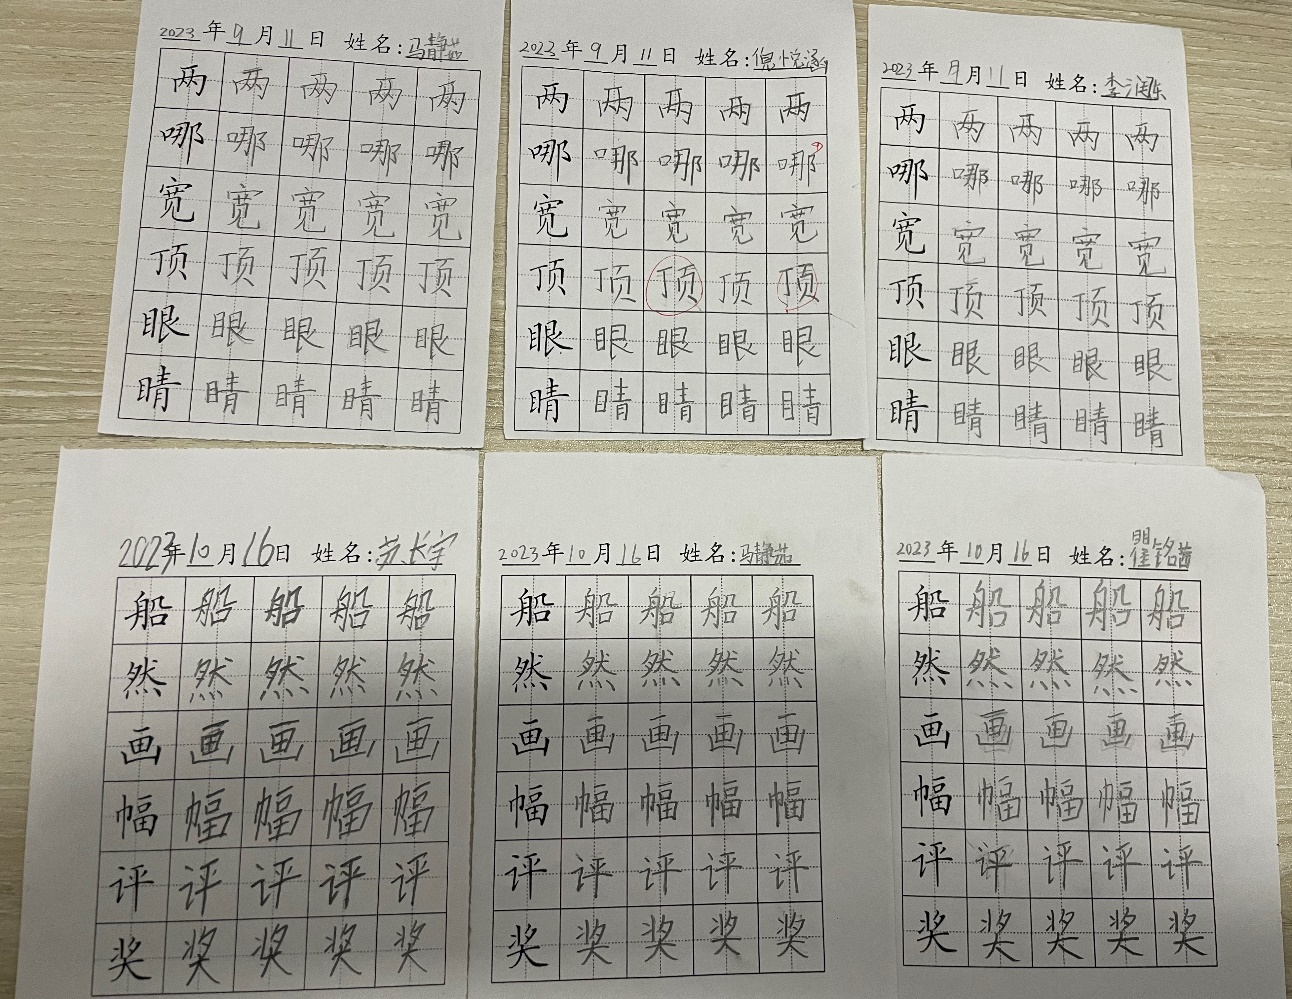 2023年9月11日 姓名:马静茹
两两两两两
哪哪哪哪哪
宽宽宽宽宽
顶顶顶顶顶
眼眼眼眼眼
睛睛睛睛睛
2023年9月11日 姓名:倪悦涵
两两两两两
哪哪哪哪哪
宽宽宽宽宽
顶顶顶顶顶
眼眼眼眼眼
睛睛睛睛睛
2023年9月11日 姓名:李润乐
两两两两两
哪哪哪哪哪
宽宽宽宽宽
顶顶顶顶顶
眼眼眼眼眼
睛睛睛睛睛
2023年10月16日 姓名:苏长宇
船船船船船
然然然然然
画画画画画
幅幅幅幅幅
评评评评评
奖奖奖奖奖
2023年10月16日 姓名:马静茹
船船船船船
然然然然然
画画画画画
幅幅幅幅幅
评评评评评
奖奖奖奖奖
2023年10月16日 姓名:瞿铭茜
船船船船船
然然然然然
画画画画画
幅幅幅幅幅
评评评评评
奖奖奖奖奖